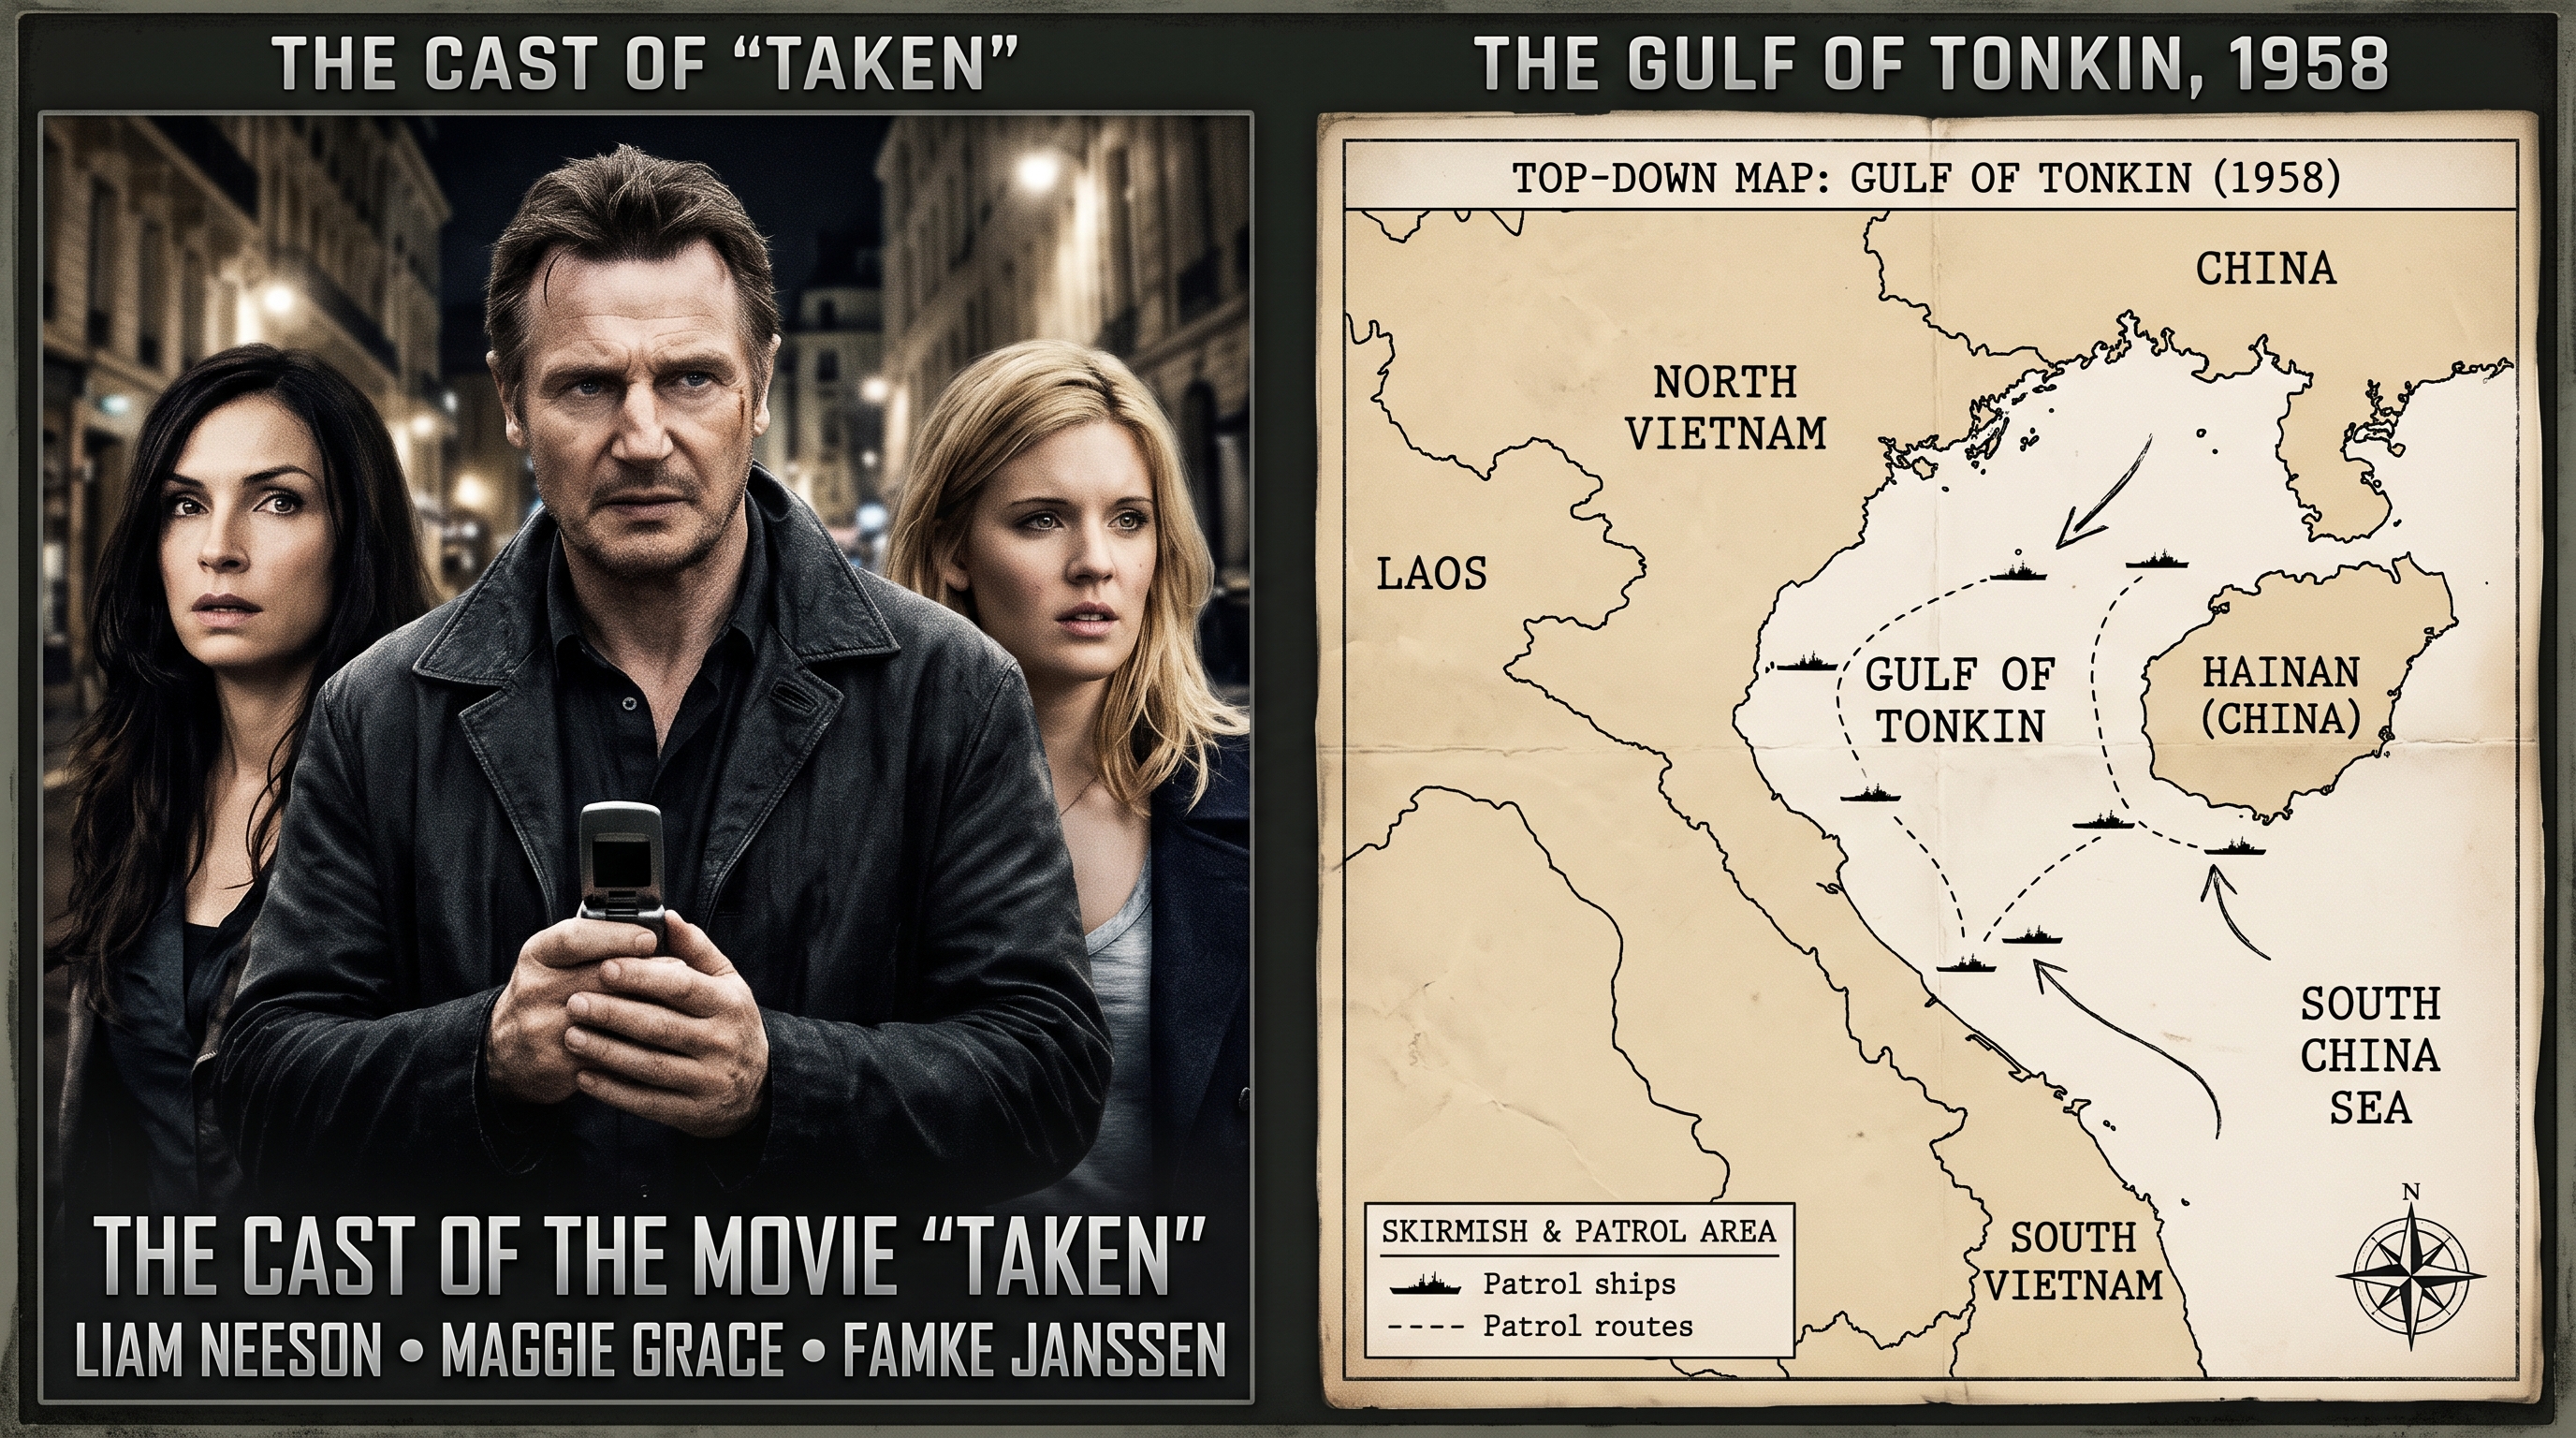 THE CAST OF “TAKEN”
THE CAST OF THE MOVIE “TAKEN”
LIAM NEESON • MAGGIE GRACE • FAMKE JANSSEN
THE GULF OF TONKIN, 1958
TOP-DOWN MAP: GULF OF TONKIN (1958)
CHINA
NORTH
VIETNAM
LAOS
GULF OF
TONKIN
HAINAN
(CHINA)
SOUTH
CHINA
SEA
N
SOUTH
VIETNAM
SKIRMISH & PATROL AREA
Patrol ships
Patrol routes